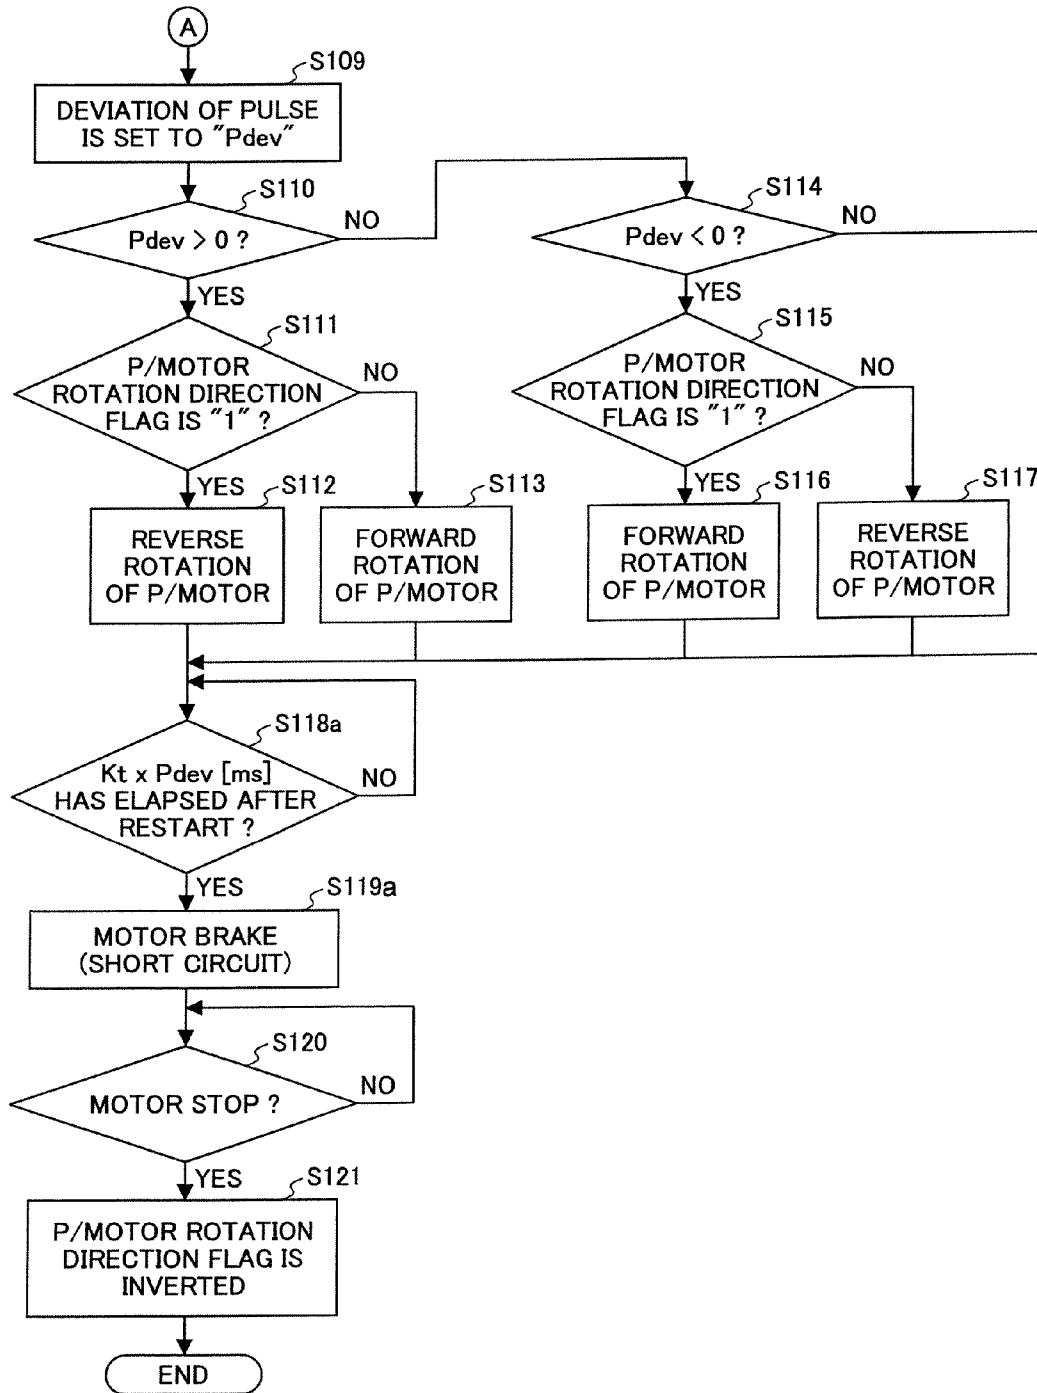 A
S109
DEVIATION OF PULSE
IS SET TO "Pdev"
S110
Pdev > 0 ?
NO
YES
S114
Pdev < 0 ?
NO
YES
S111
P/MOTOR
ROTATION DIRECTION
FLAG IS "1" ?
NO
YES
S115
P/MOTOR
ROTATION DIRECTION
FLAG IS "1" ?
NO
YES
S112
REVERSE
ROTATION
OF P/MOTOR
S113
FORWARD
ROTATION
OF P/MOTOR
S116
FORWARD
ROTATION
OF P/MOTOR
S117
REVERSE
ROTATION
OF P/MOTOR
S118a
Kt x Pdev [ms]
HAS ELAPSED AFTER
RESTART ?
NO
YES
S119a
MOTOR BRAKE
(SHORT CIRCUIT)
S120
MOTOR STOP ?
NO
YES
S121
P/MOTOR ROTATION
DIRECTION FLAG IS
INVERTED
END